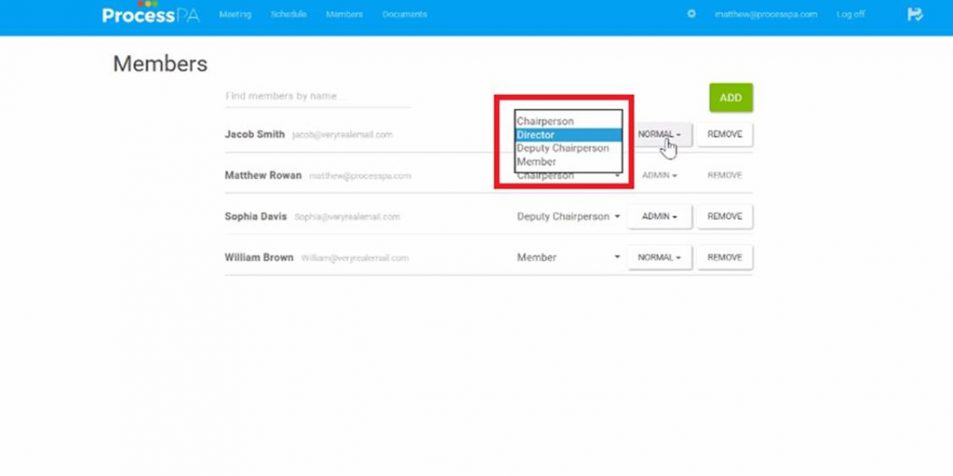 ProcessPA Meeting Schedule Members Documents matthew@processpa.com Log off
Members
Find members by name...
ADD
Chairperson
Director
Deputy Chairperson
Member
Jacob Smith jacob@veryrealemail.com NORMAL REMOVE
Matthew Rowan matthew@processpa.com Chairperson ADMIN REMOVE
Sophia Davis Sophia@veryrealemail.com Deputy Chairperson ADMIN REMOVE
William Brown William@veryrealemail.com Member NORMAL REMOVE